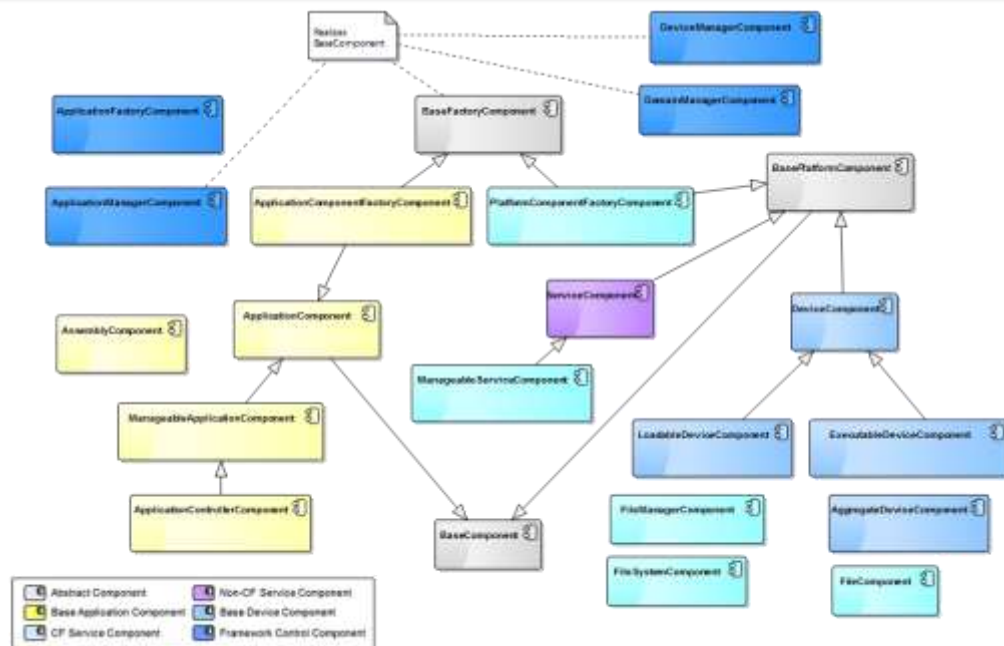 Realizes
BaseComponent
DeviceManagerComponent
DomainManagerComponent
ApplicationFactoryComponent
BaseFactoryComponent
BasePlatformComponent
ApplicationManagerComponent
ApplicationComponentFactoryComponent
PlatformComponentFactoryComponent
ServiceComponent
DeviceComponent
ApplicationComponent
AssemblyComponent
ManageableServiceComponent
ManageableApplicationComponent
LoadableDeviceComponent
ExecutableDeviceComponent
ApplicationControllerComponent
FileManagerComponent
AggregateDeviceComponent
BaseComponent
FileSystemComponent
FileComponent
Abstract Component
Non-CF Service Component
Base Application Component
Base Device Component
CF Service Component
Framework Control Component